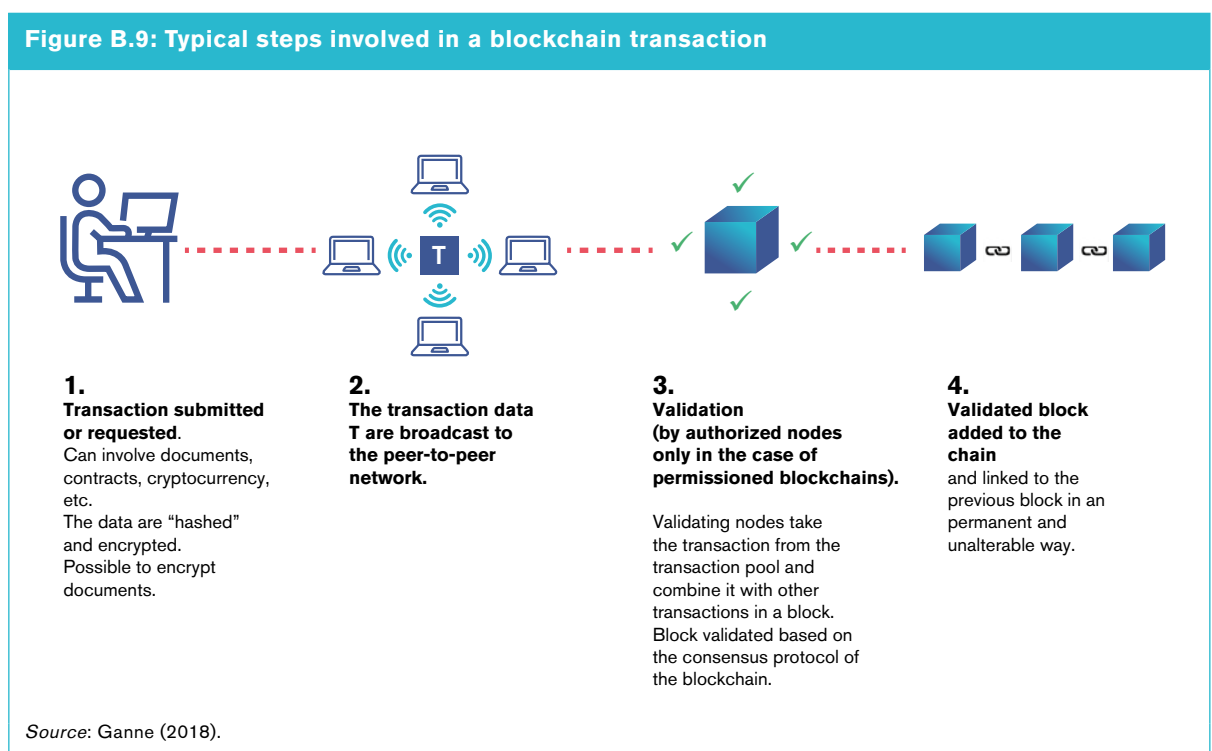 Figure B.9: Typical steps involved in a blockchain transaction
T
1.
Transaction submitted
or requested.
Can involve documents,
contracts, cryptocurrency,
etc.
The data are “hashed”
and encrypted.
Possible to encrypt
documents.
2.
The transaction data
T are broadcast to
the peer-to-peer
network.
3.
Validation
(by authorized nodes
only in the case of
permissioned blockchains).
Validating nodes take
the transaction from the
transaction pool and
combine it with other
transactions in a block.
Block validated based on
the consensus protocol of
the blockchain.
4.
Validated block
added to the
chain
and linked to the
previous block in an
permanent and
unalterable way.
Source: Ganne (2018).